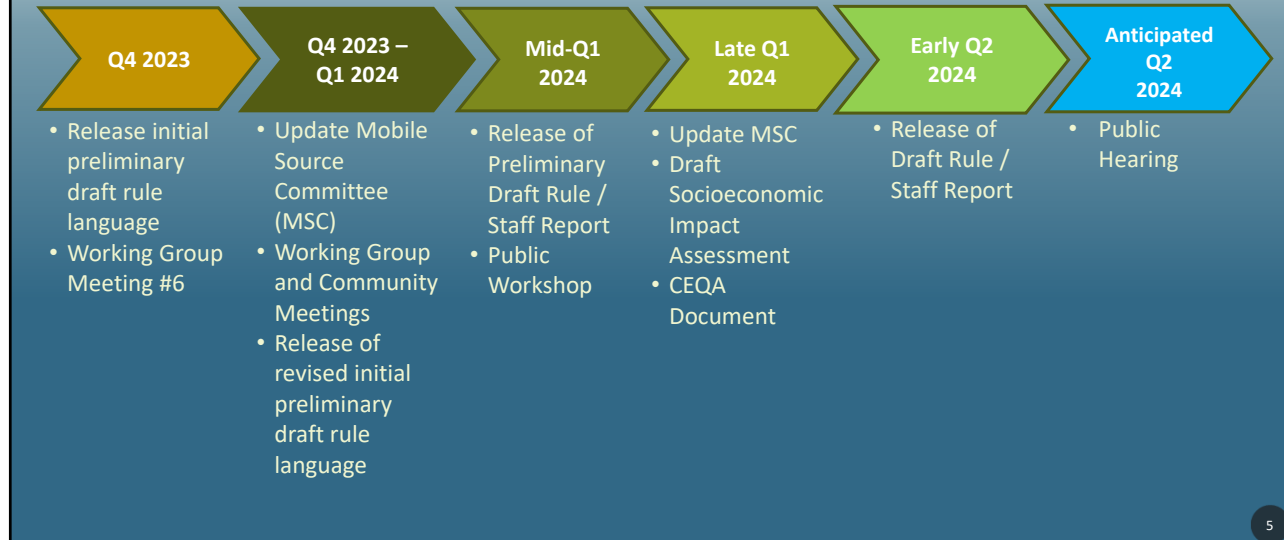 Q4 2023
Q4 2023 –
Q1 2024
Mid-Q1
2024
Late Q1
2024
Early Q2
2024
Anticipated
Q2
2024
• Release initial
preliminary
draft rule
language
• Working Group
Meeting #6
• Update Mobile
Source
Committee
(MSC)
• Working Group
and Community
Meetings
• Release of
revised initial
preliminary
draft rule
language
• Release of
Preliminary
Draft Rule /
Staff Report
• Public
Workshop
• Update MSC
• Draft
Socioeconomic
Impact
Assessment
• CEQA
Document
• Release of
Draft Rule /
Staff Report
• Public
Hearing
5